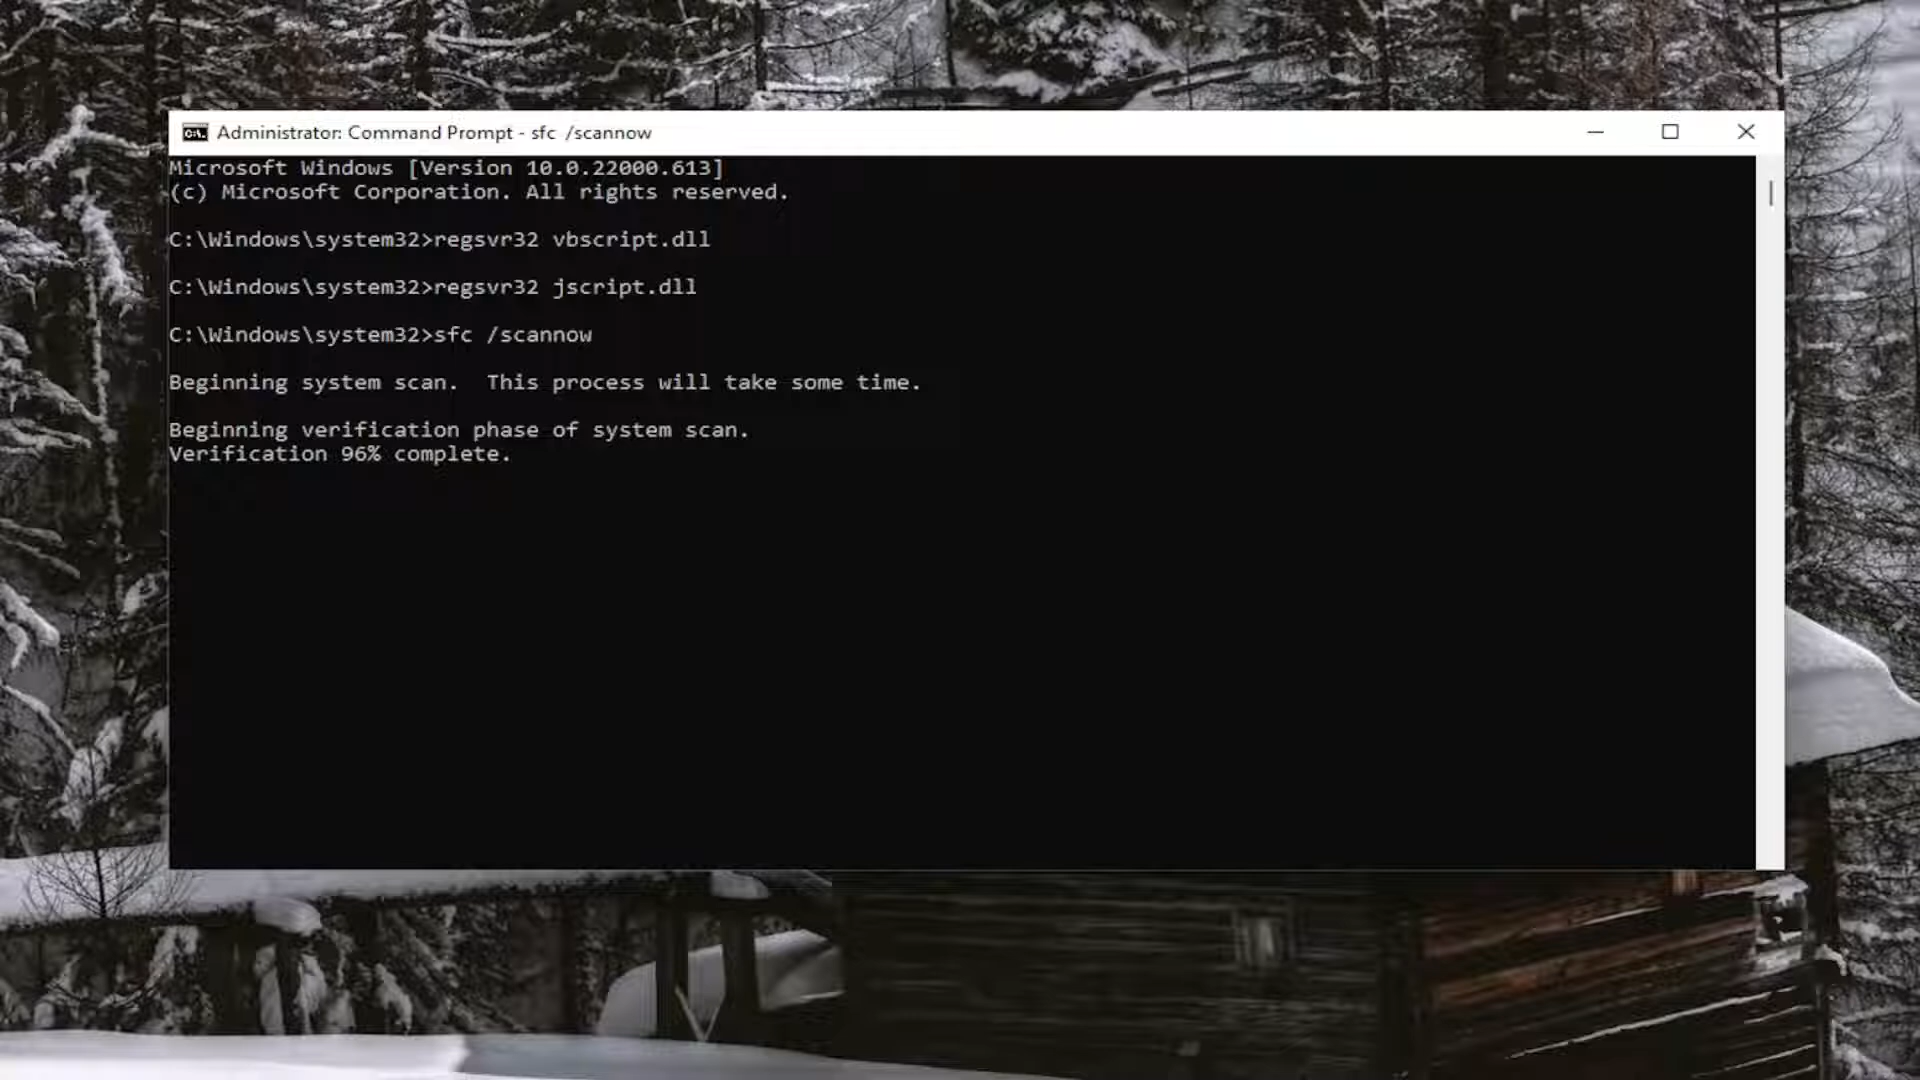 Administrator: Command Prompt - sfc  /scannow
Microsoft Windows [Version 10.0.22000.613]
(c) Microsoft Corporation. All rights reserved.
C:\Windows\system32>regsvr32 vbscript.dll
C:\Windows\system32>regsvr32 jscript.dll
C:\Windows\system32>sfc /scannow
Beginning system scan.  This process will take some time.
Beginning verification phase of system scan.
Verification 96% complete.